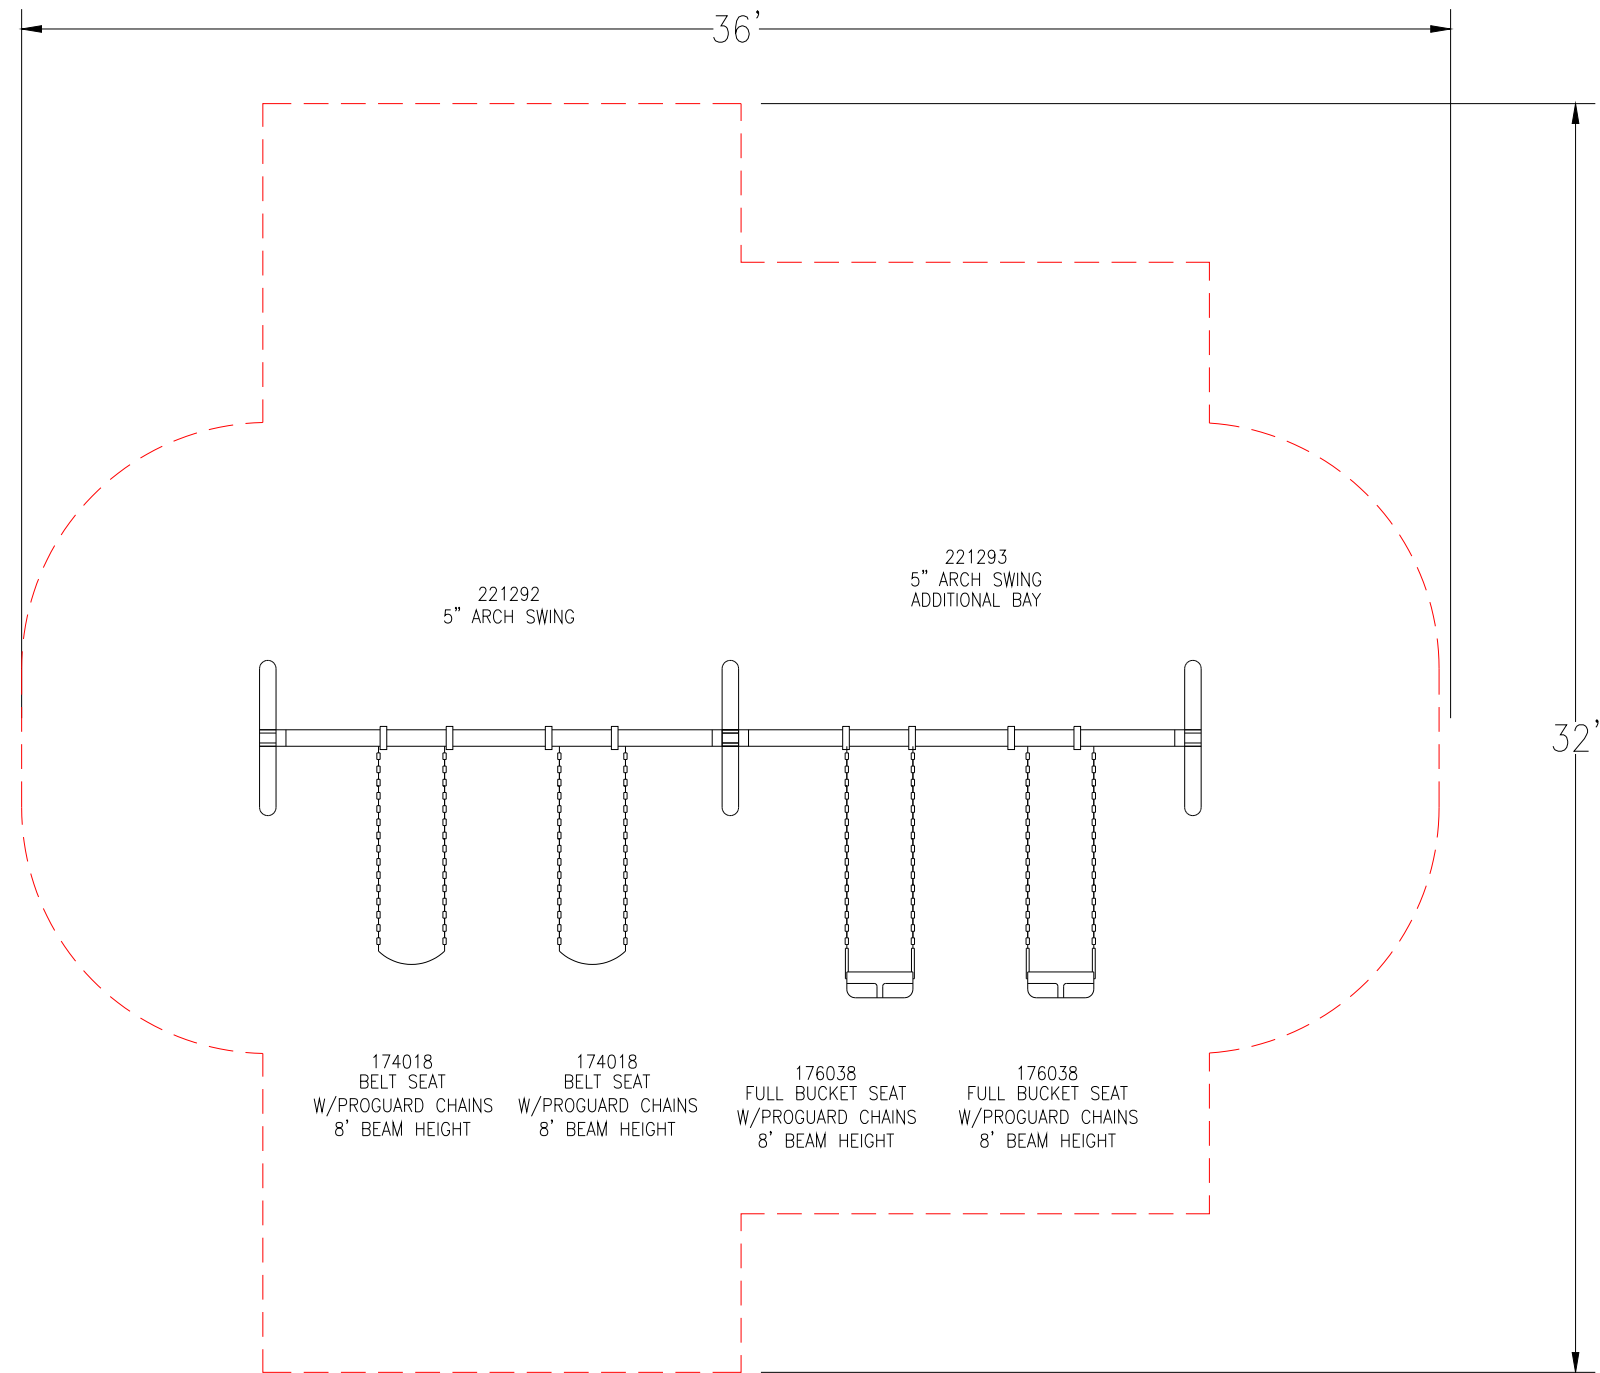 36'
221293
5" ARCH SWING
ADDITIONAL BAY
221292
5" ARCH SWING
32'
174018
BELT SEAT
W/PROGUARD CHAINS
8' BEAM HEIGHT
174018
BELT SEAT
W/PROGUARD CHAINS
8' BEAM HEIGHT
176038
FULL BUCKET SEAT
W/PROGUARD CHAINS
8' BEAM HEIGHT
176038
FULL BUCKET SEAT
W/PROGUARD CHAINS
8' BEAM HEIGHT